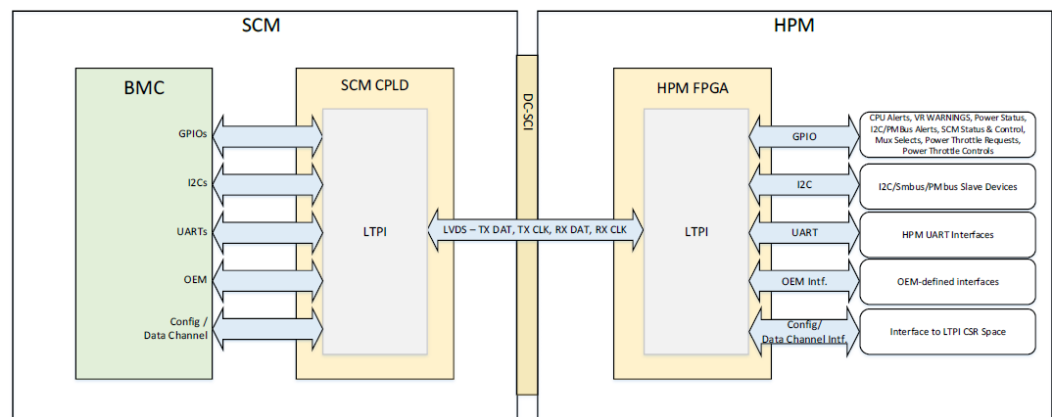 SCM
HPM
BMC
SCM CPLD
DC-SCI
HPM FPGA
GPIOs
I2Cs
UARTs
OEM
Config /
Data Channel
LTPI
LVDS – TX DAT, TX CLK, RX DAT, RX CLK
LTPI
GPIO
I2C
UART
OEM Intf.
Config/
Data Channel Intf.
CPU Alerts, VR WARNINGS, Power Status,
I2C/PMBus Alerts, SCM Status & Control,
Mux Selects, Power Throttle Requests,
Power Throttle Controls
I2C/Smbus/PMbus Slave Devices
HPM UART Interfaces
OEM-defined interfaces
Interface to LTPI CSR Space